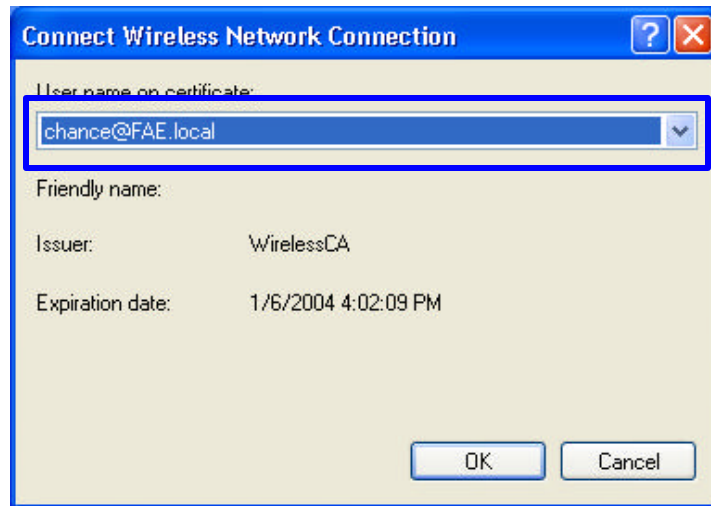 Connect Wireless Network Connection
User name on certificate:
chance@FAE.local
Friendly name:
Issuer: WirelessCA
Expiration date: 1/6/2004 4:02:09 PM
OK Cancel